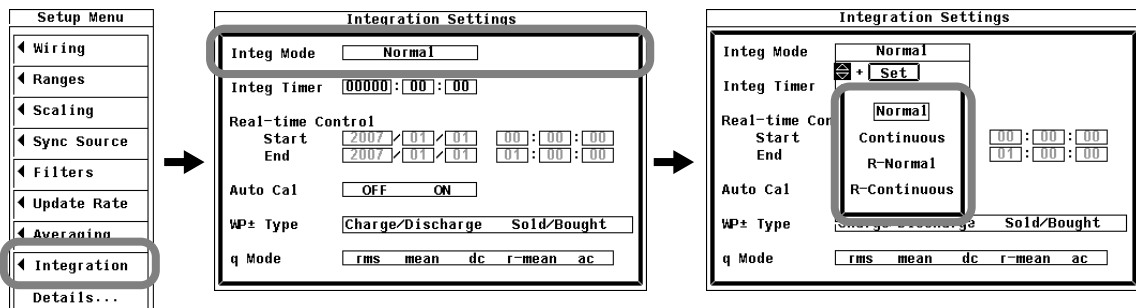 Setup Menu
Wiring
Ranges
Scaling
Sync Source
Filters
Update Rate
Averaging
Integration
Details...
Integration Settings
Integ Mode Normal
Integ Timer 00000 : 00 : 00
Real-time Control
Start 2007 / 01 / 01 00 : 00 : 00
End 2007 / 01 / 01 01 : 00 : 00
Auto Cal OFF ON
WP± Type Charge/Discharge Sold/Bought
q Mode rms mean dc r-mean ac
Integration Settings
Integ Mode Normal
+ Set
Integ Timer
Normal
Continuous
R-Normal
R-Continuous
Real-time Con
Start 00 : 00 : 00
End 01 : 00 : 00
Auto Cal
WP± Type Charge/Discharge Sold/Bought
q Mode rms mean dc r-mean ac